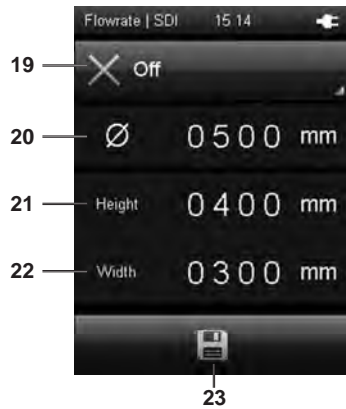 Flowrate | SDI 15 14
19 Off
20 Ø 0500 mm
21 Height 0400 mm
22 Width 0300 mm
23